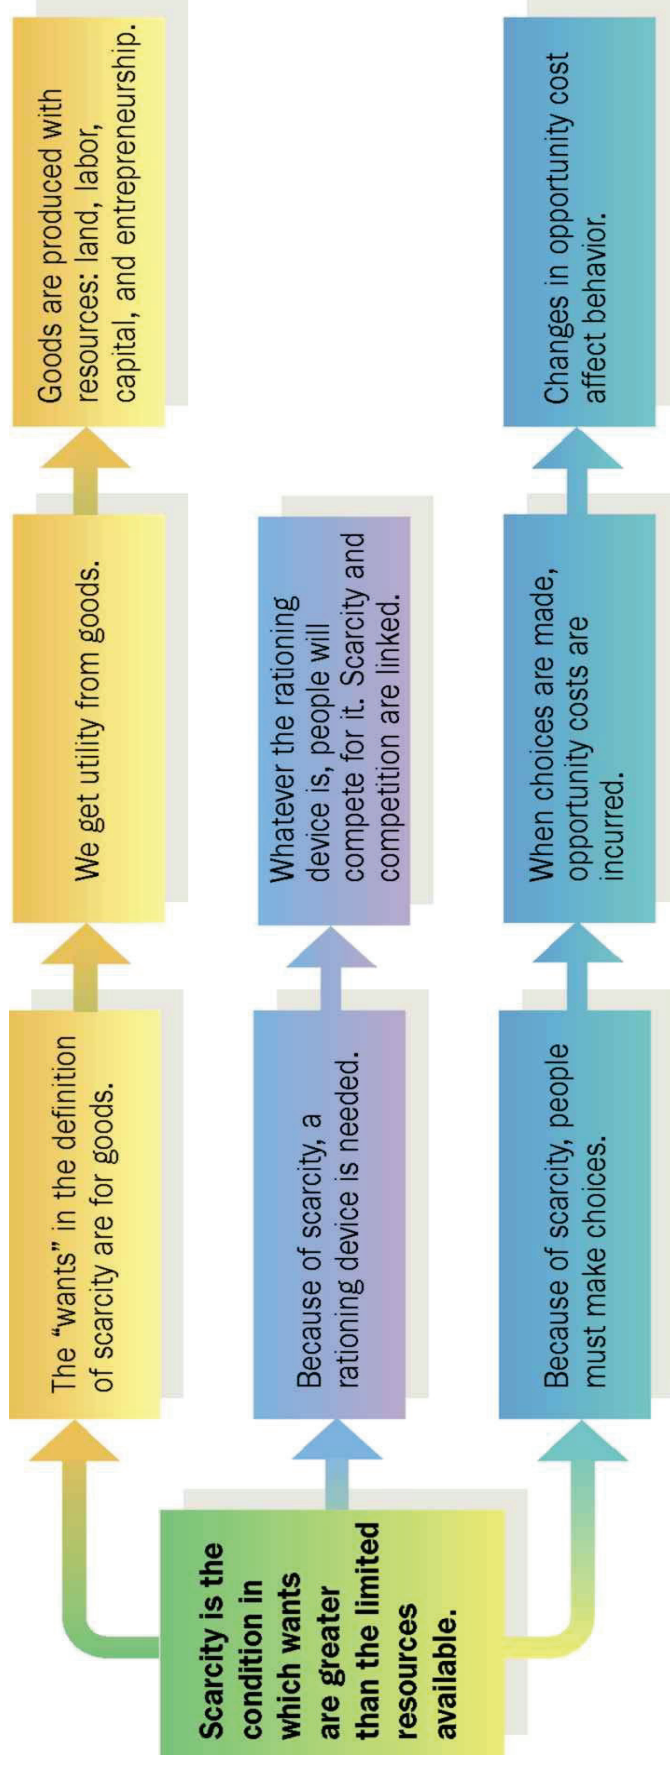 Scarcity is the
condition in
which wants
are greater
than the limited
resources
available.
The “wants” in the definition
of scarcity are for goods.
We get utility from goods.
Goods are produced with
resources: land, labor,
capital, and entrepreneurship.
Because of scarcity, a
rationing device is needed.
Whatever the rationing
device is, people will
compete for it. Scarcity and
competition are linked.
Because of scarcity, people
must make choices.
When choices are made,
opportunity costs are
incurred.
Changes in opportunity cost
affect behavior.